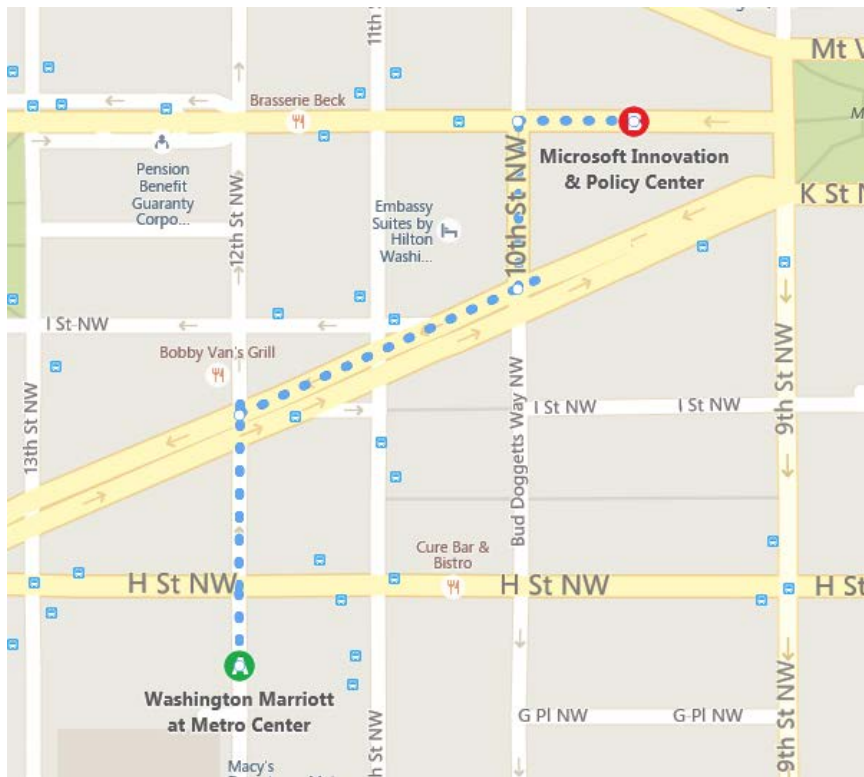 11th St
Mt V
Brasserie Beck
B
M
Microsoft Innovation
& Policy Center
Pension
Benefit
Guaranty
Corpo...
12th St NW
10th St NW
K St N
Embassy
Suites by
Hilton
Washi...
I St NW
Bobby Van's Grill
13th St NW
Bud Doggetts Way NW
I St NW
I St NW
9th St NW
Cure Bar &
Bistro
H St NW
H St NW
H St
A
Washington Marriott
at Metro Center
G Pl NW
G Pl NW
9th St NW
h St NW
Macy's